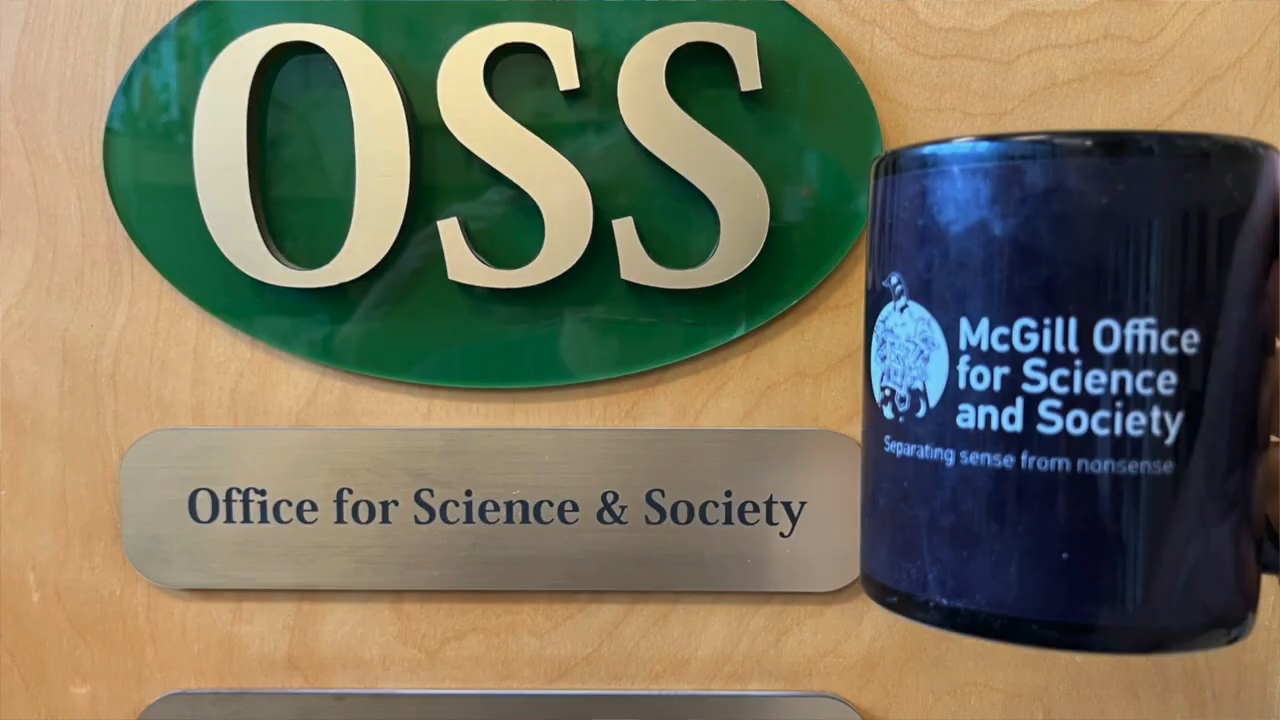 OSS
Office for Science & Society
McGill Office
for Science
and Society
Separating sense from nonsense